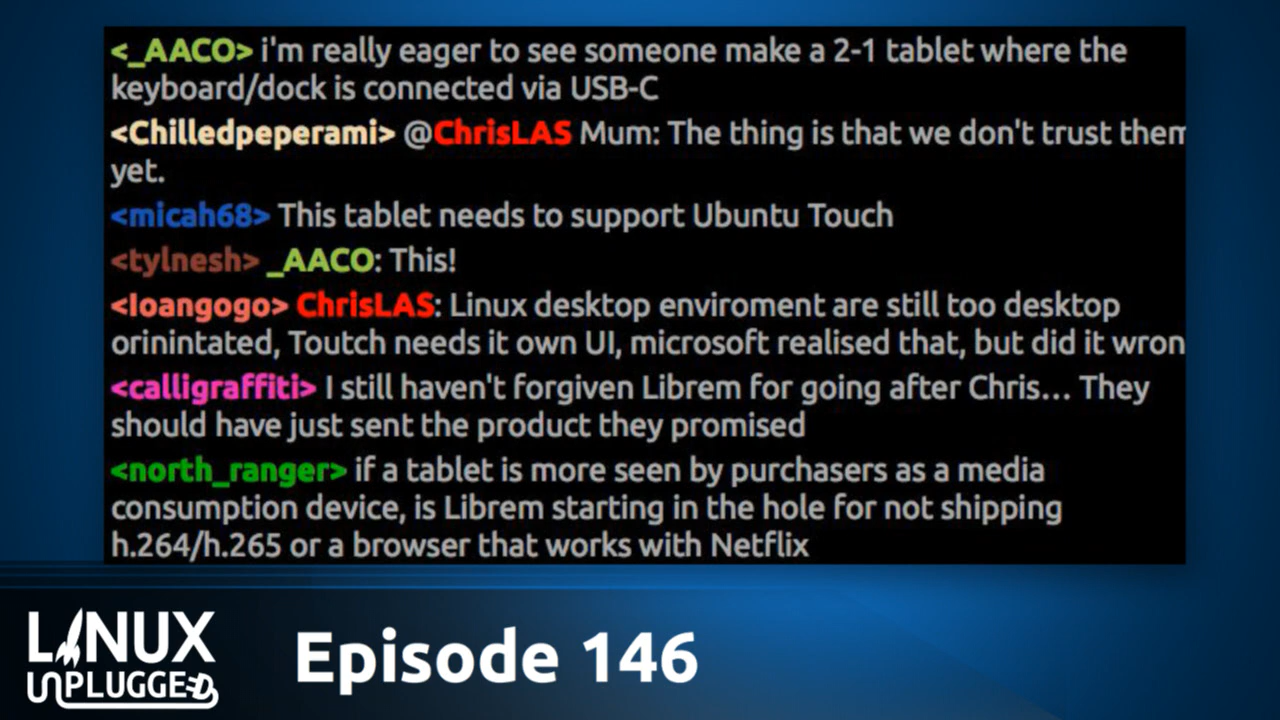 <_AACO> i'm really eager to see someone make a 2-1 tablet where the
keyboard/dock is connected via USB-C
<Chilledpeperami> @ChrisLAS Mum: The thing is that we don't trust them
yet.
<micah68> This tablet needs to support Ubuntu Touch
<tylnesh> _AACO: This!
<Ioangogo> ChrisLAS: Linux desktop enviroment are still too desktop
orinintated, Toutch needs it own UI, microsoft realised that, but did it wron
<calligraffiti> I still haven't forgiven Librem for going after Chris... They
should have just sent the product they promised
<north_ranger> if a tablet is more seen by purchasers as a media
consumption device, is Librem starting in the hole for not shipping
h.264/h.265 or a browser that works with Netflix
LINUX
UNPLUGGED
Episode 146